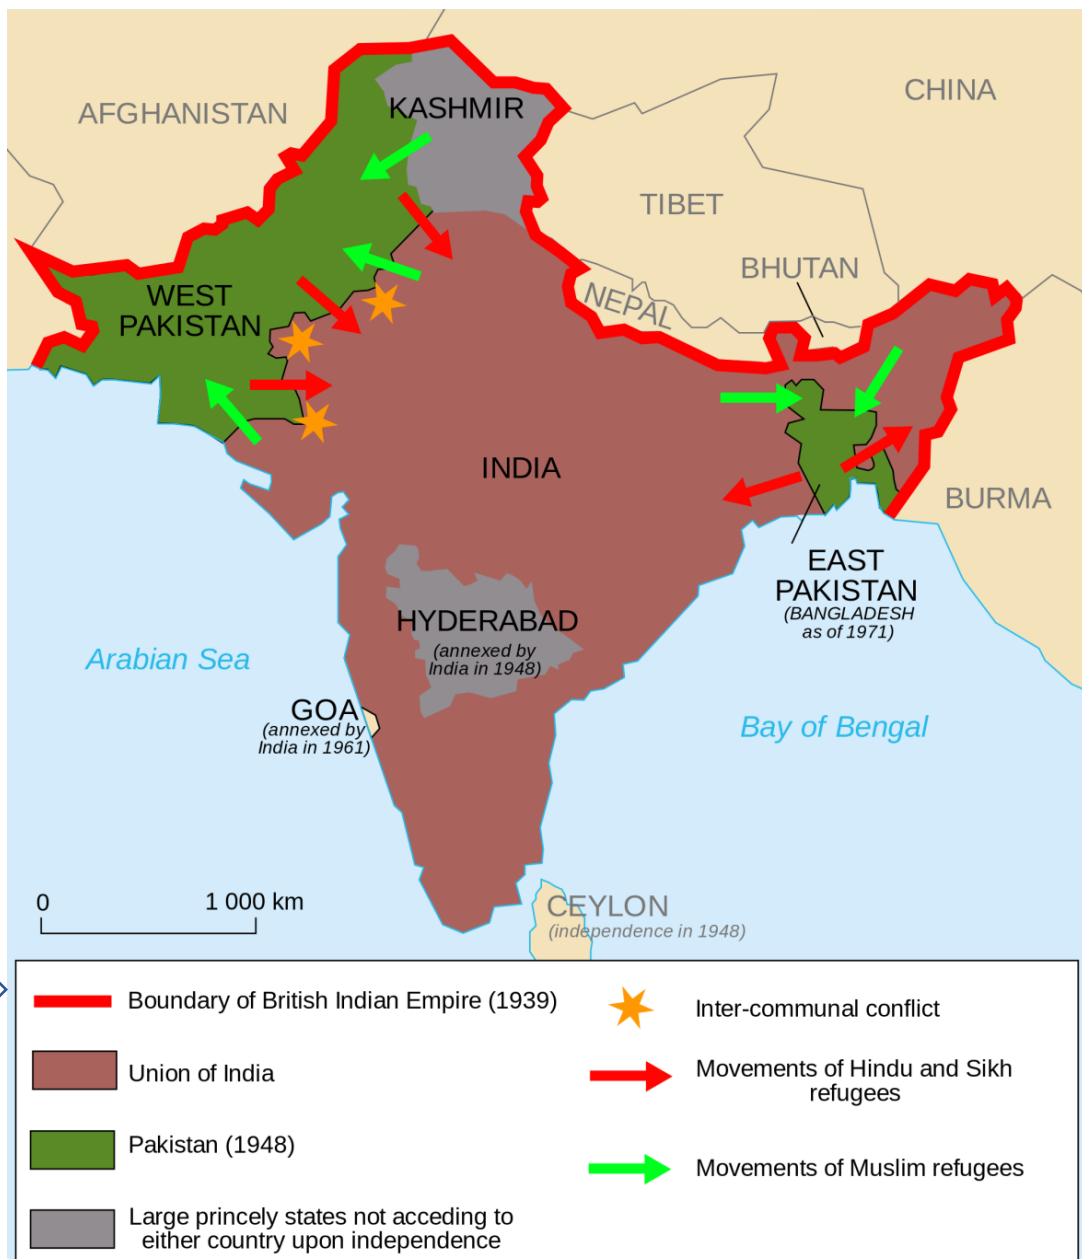 AFGHANISTAN
KASHMIR
CHINA
TIBET
BHUTAN
NEPAL
WEST
PAKISTAN
INDIA
BURMA
EAST
PAKISTAN
(BANGLADESH
as of 1971)
HYDERABAD
(annexed by
India in 1948)
Arabian Sea
GOA
(annexed by
India in 1961)
Bay of Bengal
0 1 000 km
CEYLON
(independence in 1948)
Boundary of British Indian Empire (1939)
Union of India
Pakistan (1948)
Large princely states not acceding to
either country upon independence
Inter-communal conflict
Movements of Hindu and Sikh
refugees
Movements of Muslim refugees